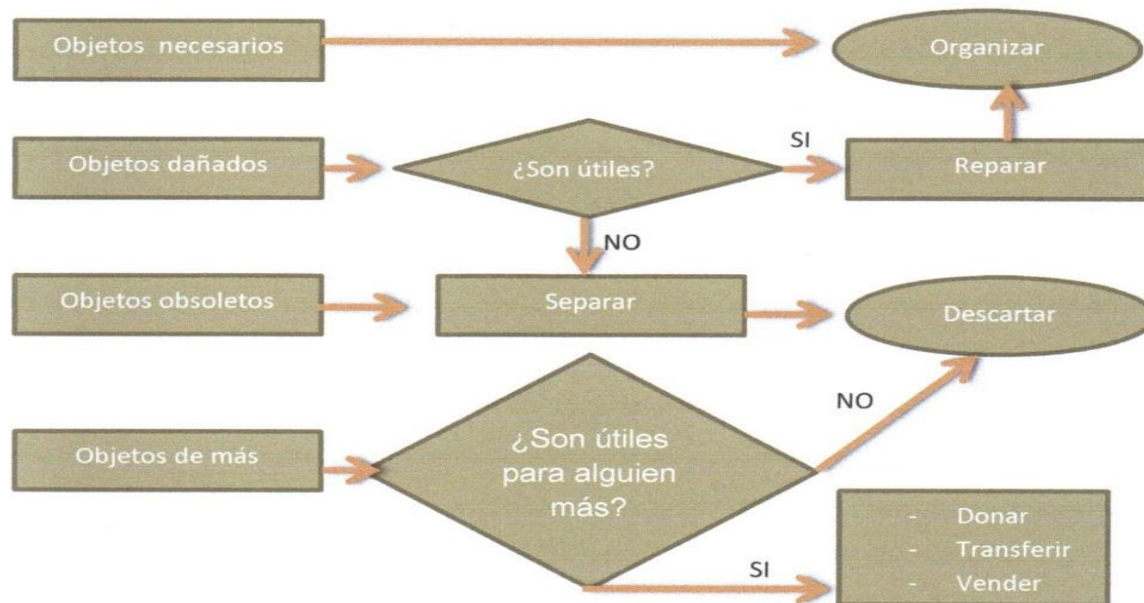 Objetos necesarios
Organizar
Objetos dañados
¿Son útiles?
SI
Reparar
NO
Objetos obsoletos
Separar
Descartar
Objetos de más
¿Son útiles
para alguien
más?
NO
SI
- Donar
- Transferir
- Vender